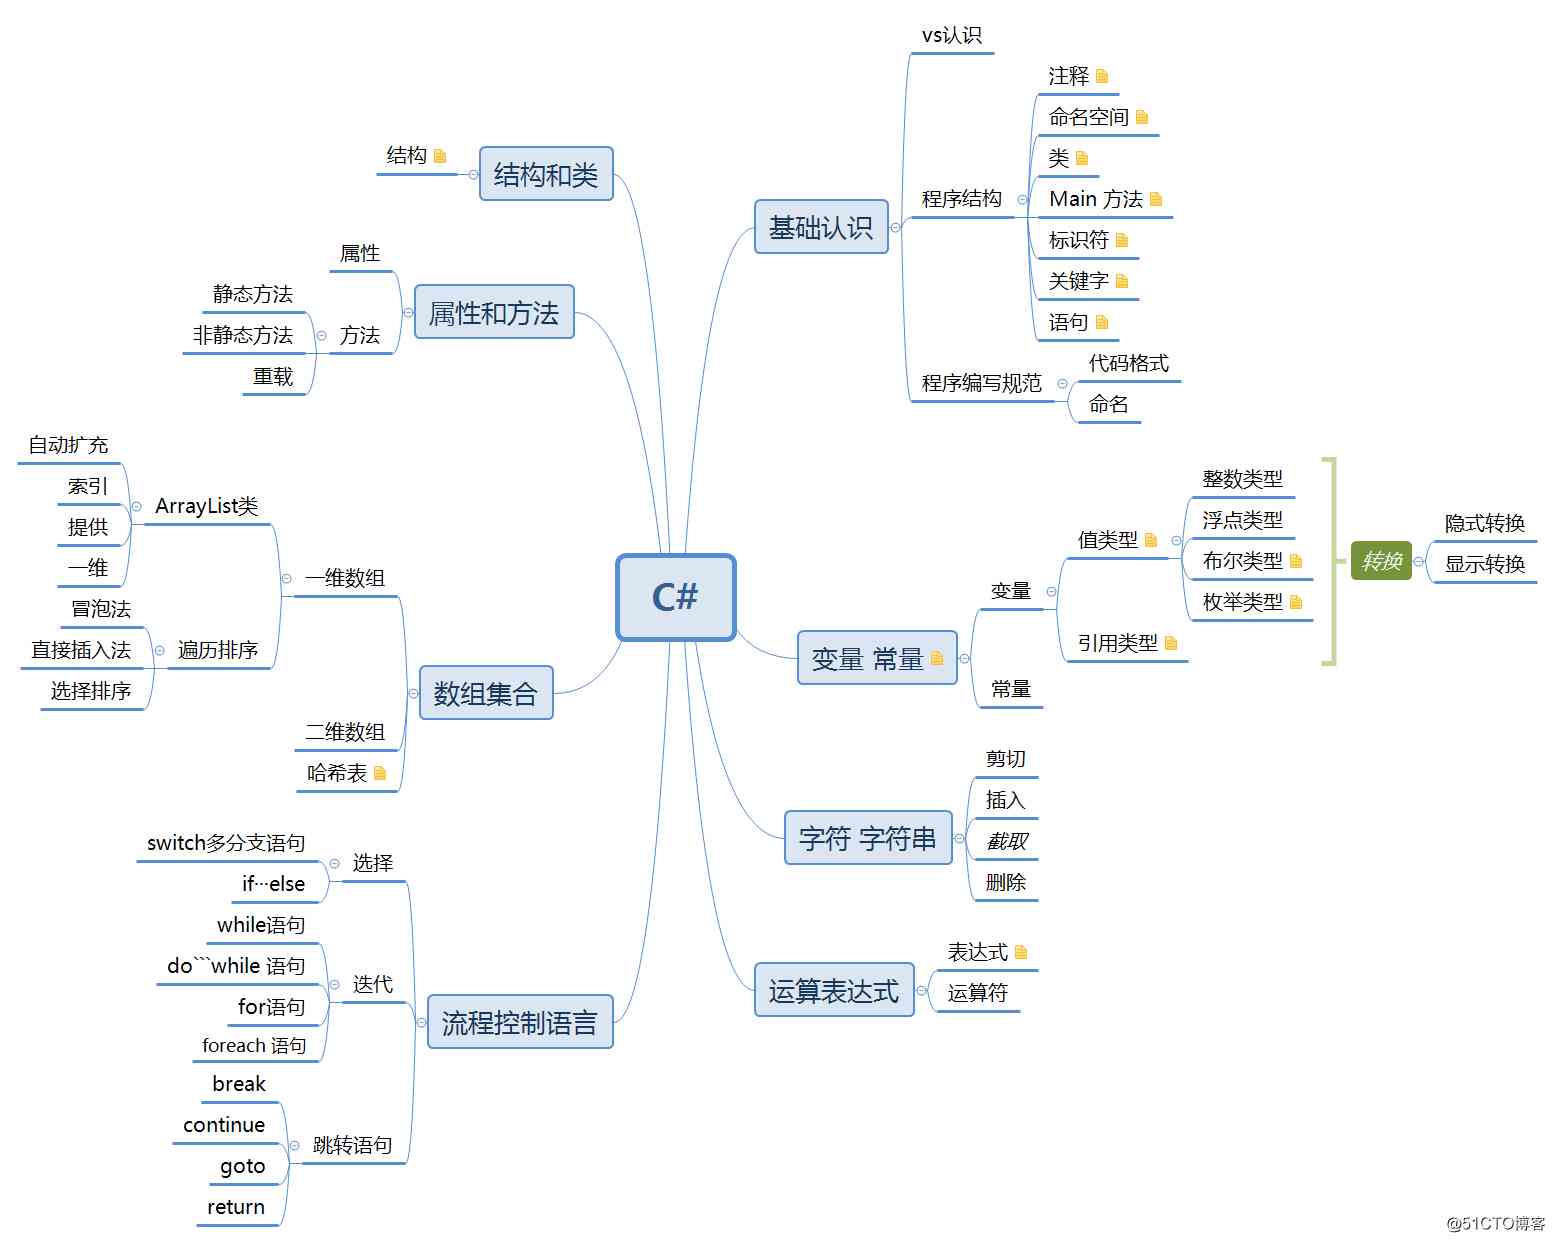 C#
基础认识
vs认识
程序结构
注释
命名空间
类
Main 方法
标识符
关键字
语句
程序编写规范
代码格式
命名
变量 常量
变量
值类型
整数类型
浮点类型
布尔类型
枚举类型
引用类型
常量
转换
隐式转换
显示转换
字符 字符串
剪切
插入
截取
删除
运算表达式
表达式
运算符
结构和类
结构
属性和方法
属性
方法
静态方法
非静态方法
重载
数组集合
一维数组
ArrayList类
自动扩充
索引
提供
一维
遍历排序
冒泡法
直接插入法
选择排序
二维数组
哈希表
流程控制语言
选择
switch多分支语句
if···else
迭代
while语句
do```while 语句
for语句
foreach 语句
跳转语句
break
continue
goto
return
@51CTO博客